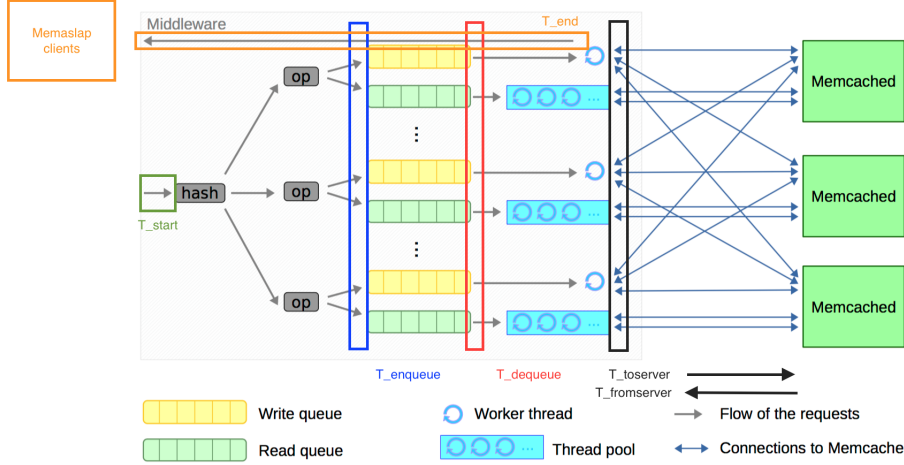 Memaslap
clients
Middleware
T_end
op
Memcached
...
...
hash
op
Memcached
...
T_start
...
op
Memcached
...
T_enqueue
T_dequeue
T_toserver
T_fromserver
Write queue
Worker thread
Flow of the requests
Read queue
...
Thread pool
Connections to Memcache